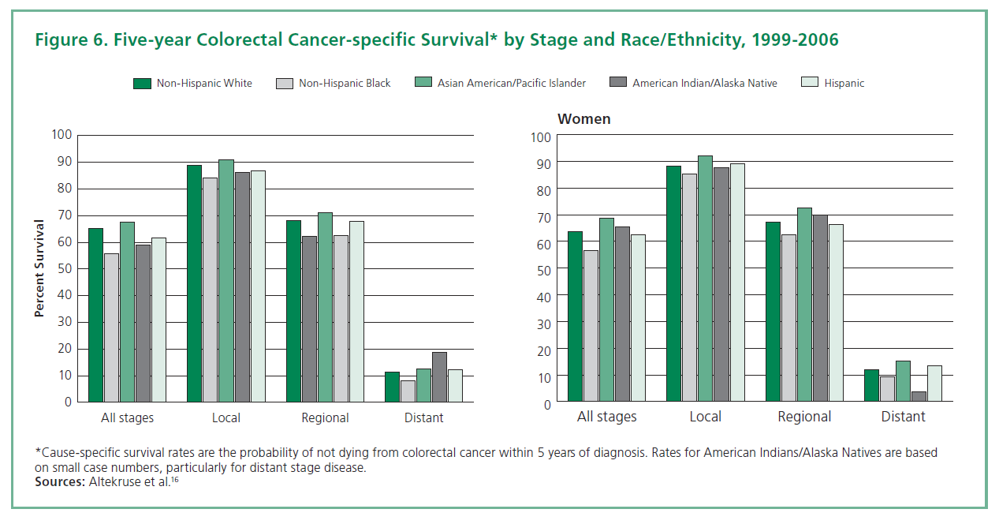 Figure 6. Five-year Colorectal Cancer-specific Survival* by Stage and Race/Ethnicity, 1999-2006
Non-Hispanic White
Non-Hispanic Black
Asian American/Pacific Islander
American Indian/Alaska Native
Hispanic
Percent Survival
100
90
80
70
60
50
40
30
20
10
0
All stages
Local
Regional
Distant
Women
100
90
80
70
60
50
40
30
20
10
0
All stages
Local
Regional
Distant
*Cause-specific survival rates are the probability of not dying from colorectal cancer within 5 years of diagnosis. Rates for American Indians/Alaska Natives are based
on small case numbers, particularly for distant stage disease.
Sources: Altekruse et al.16